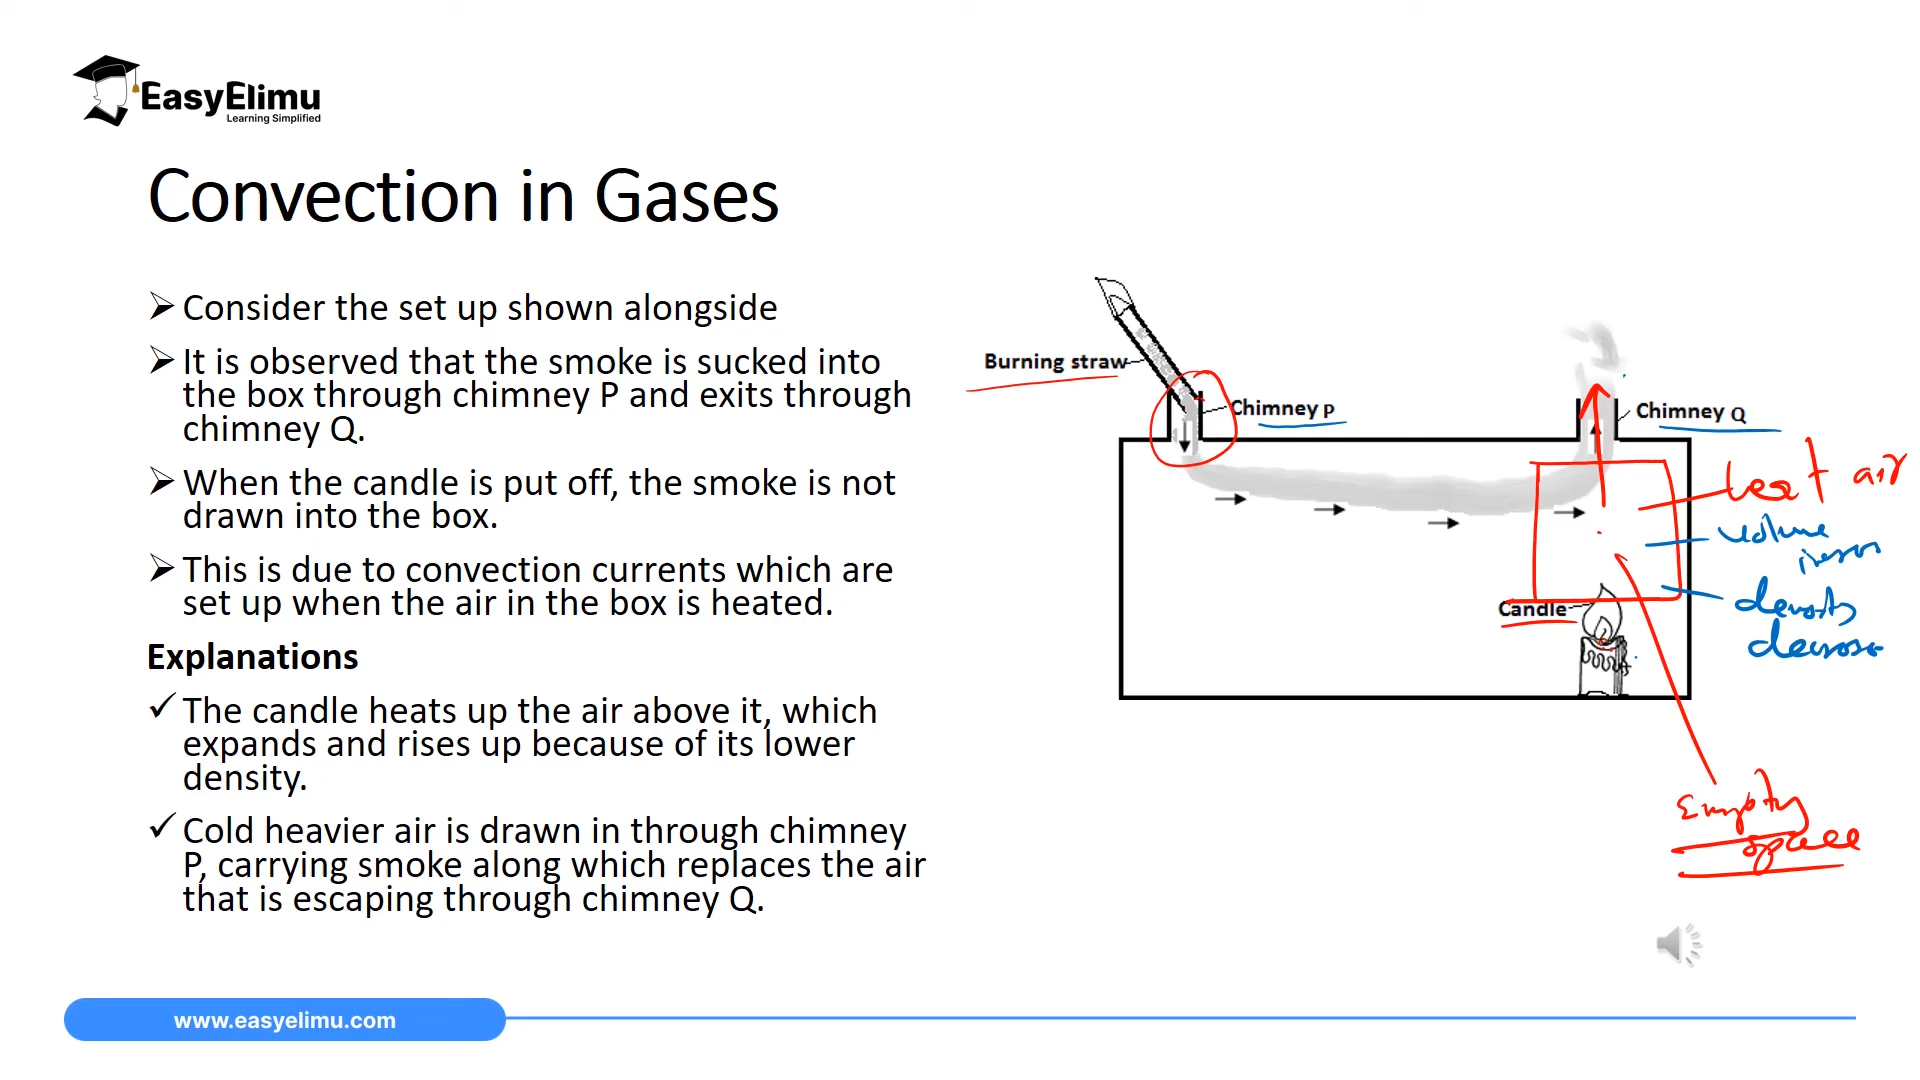 EasyElimu
Learning Simplified
Convection in Gases
➢ Consider the set up shown alongside
➢ It is observed that the smoke is sucked into
the box through chimney P and exits through
chimney Q.
➢ When the candle is put off, the smoke is not
drawn into the box.
➢ This is due to convection currents which are
set up when the air in the box is heated.
Explanations
✓ The candle heats up the air above it, which
expands and rises up because of its lower
density.
✓ Cold heavier air is drawn in through chimney
P, carrying smoke along which replaces the air
that is escaping through chimney Q.
Burning straw
Chimney P
Chimney Q
Candle
heat air
volume
density
Empty
space
www.easyelimu.com